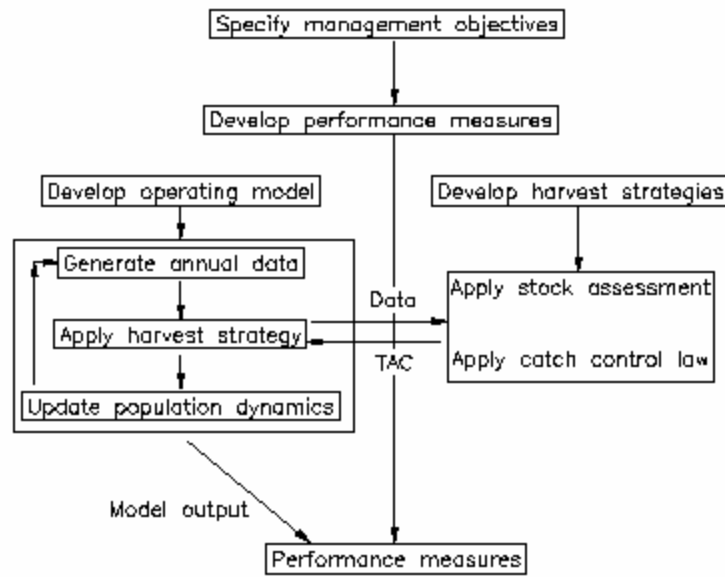 Specify management objectives
Develop performance measures
Develop operating model
Develop harvest strategies
Generate annual data
Data
Apply stock assessment
Apply harvest strategy
TAC
Apply catch control law
Update population dynamics
Model output
Performance measures